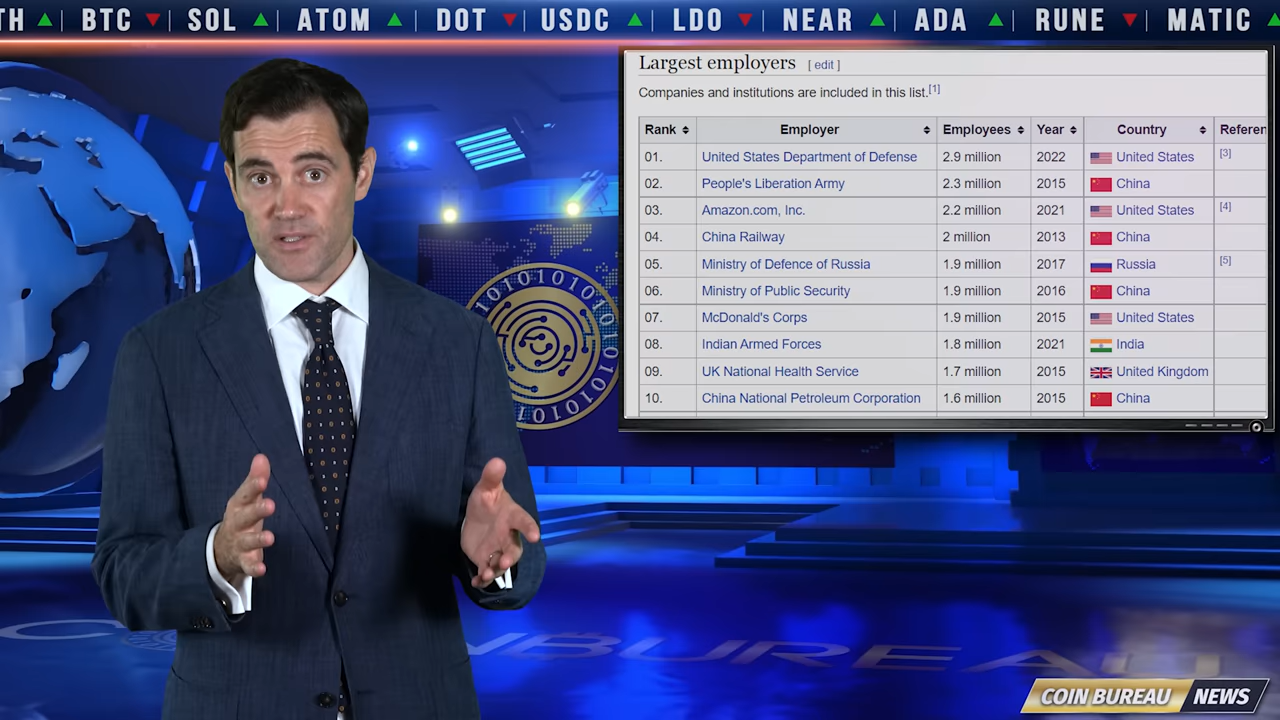 TH BTC SOL ATOM DOT USDC LDO NEAR ADA RUNE MATIC
Largest employers [ edit ]
Companies and institutions are included in this list.[1]
Rank Employer Employees Year Country Referen
01. United States Department of Defense 2.9 million 2022 United States [3]
02. People's Liberation Army 2.3 million 2015 China
03. Amazon.com, Inc. 2.2 million 2021 United States [4]
04. China Railway 2 million 2013 China
05. Ministry of Defence of Russia 1.9 million 2017 Russia [5]
06. Ministry of Public Security 1.9 million 2016 China
07. McDonald's Corps 1.9 million 2015 United States
08. Indian Armed Forces 1.8 million 2021 India
09. UK National Health Service 1.7 million 2015 United Kingdom
10. China National Petroleum Corporation 1.6 million 2015 China
C NBUREAU
COIN BUREAU NEWS